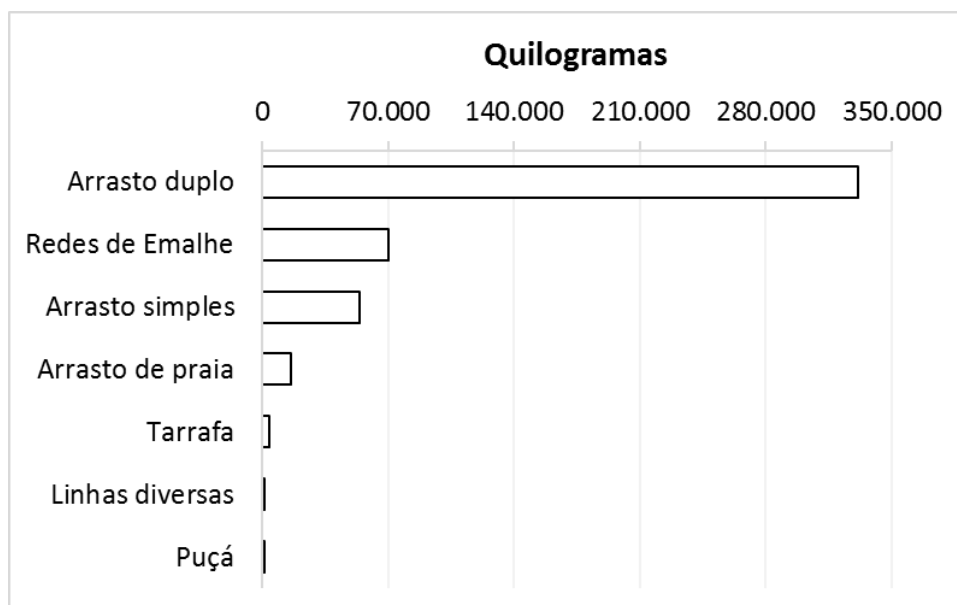 Quilogramas
0 70.000 140.000 210.000 280.000 350.000
Arrasto duplo
Redes de Emalhe
Arrasto simples
Arrasto de praia
Tarrafa
Linhas diversas
Puçá